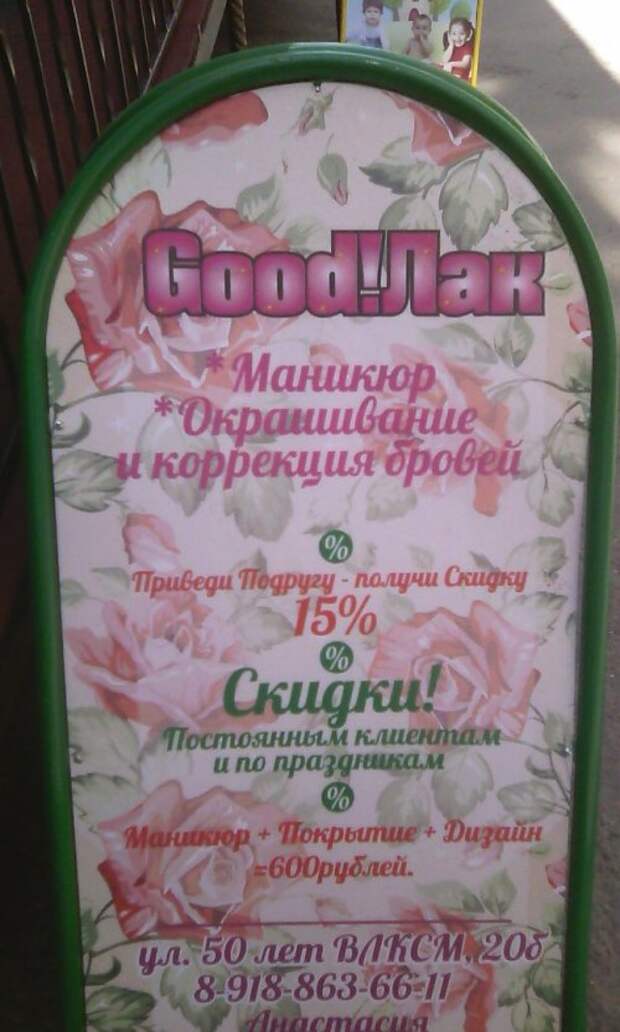 Good!Лак
*Маникюр
*Окрашивание
и коррекция бровей
%
Приведи Подругу - получи Скидку
15%
%
Скидки!
Постоянным клиентам
и по праздникам
%
Маникюр + Покрытие + Дизайн
=600рублей.
ул. 50 лет ВЛКСМ, 20б
8-918-863-66-11
Анастасия